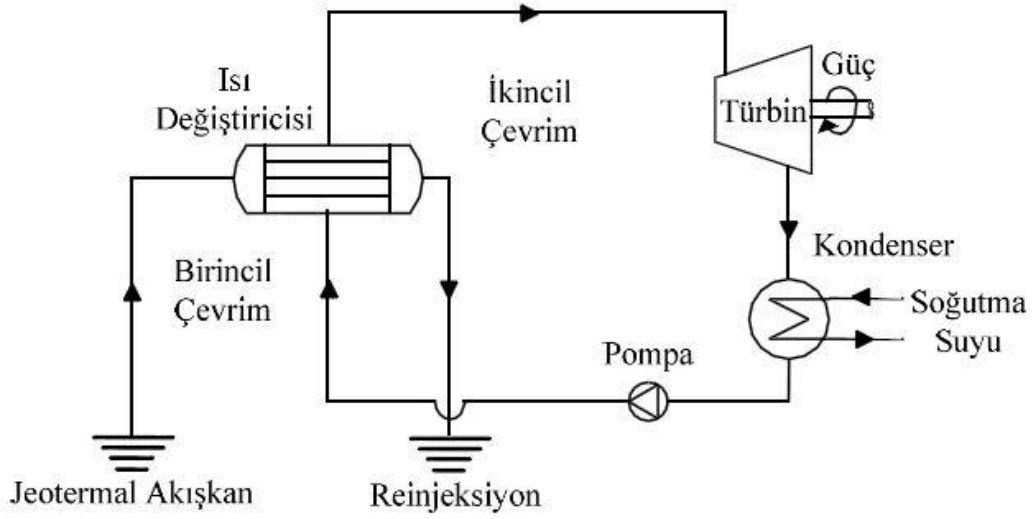 Isı
Değiştiricisi
İkincil
Çevrim
Güç
Türbin
Birincil
Çevrim
Kondenser
Soğutma
Suyu
Pompa
Jeotermal Akışkan
Reinjeksiyon